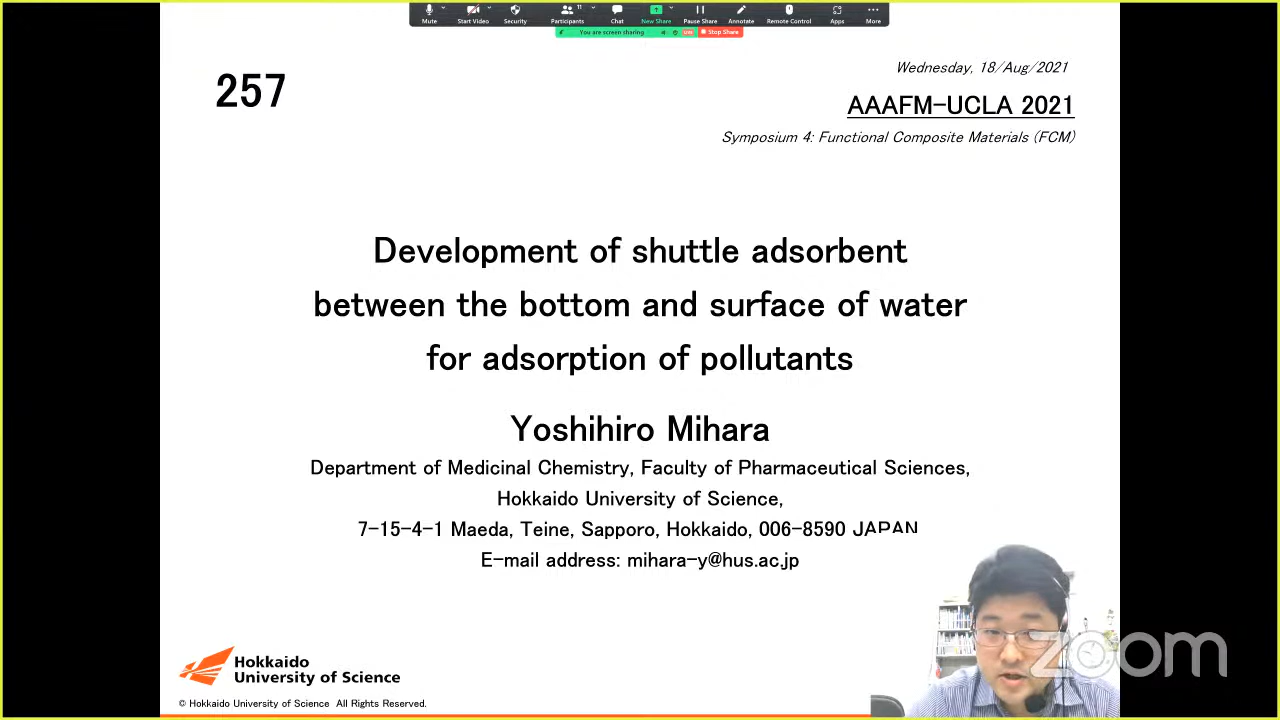 Mute
Start Video
Security
Participants 11
Chat
New Share
Pause Share
Annotate
Remote Control
Apps
More
You are screen sharing
Stop Share
Wednesday, 18/Aug/2021
257
AAAFM-UCLA 2021
Symposium 4: Functional Composite Materials (FCM)
Development of shuttle adsorbent
between the bottom and surface of water
for adsorption of pollutants
Yoshihiro Mihara
Department of Medicinal Chemistry, Faculty of Pharmaceutical Sciences,
Hokkaido University of Science,
7-15-4-1 Maeda, Teine, Sapporo, Hokkaido, 006-8590 JAPAN
E-mail address: mihara-y@hus.ac.jp
zoom
Hokkaido
University of Science
© Hokkaido University of Science All Rights Reserved.